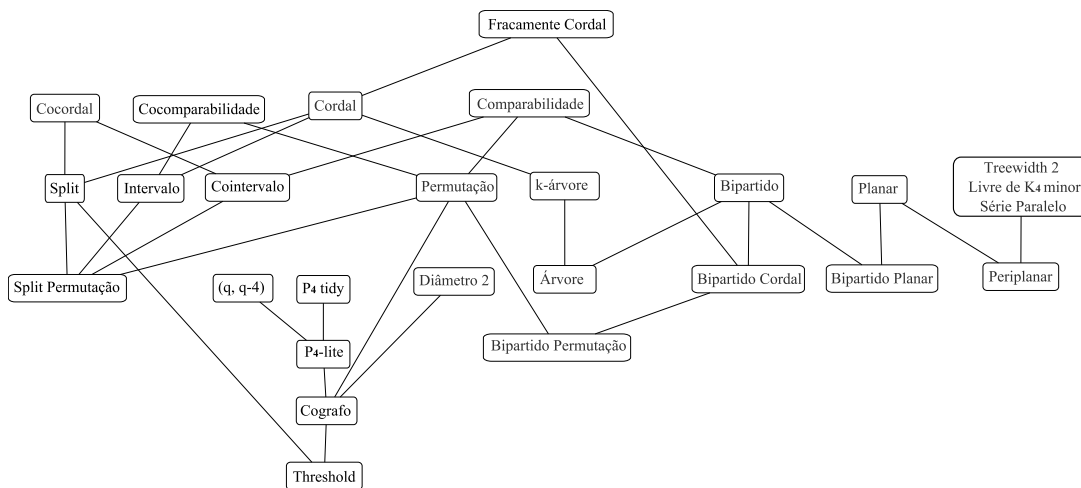 Fracamente Cordal
Cocordal
Cocomparabilidade
Cordal
Comparabilidade
Split
Intervalo
Cointervalo
Permutação
k-árvore
Bipartido
Planar
Treewidth 2
Livre de K4 minor
Série Paralelo
Split Permutação
(q, q-4)
P4 tidy
Diâmetro 2
Árvore
Bipartido Cordal
Bipartido Planar
Periplanar
P4-lite
Bipartido Permutação
Cografo
Threshold